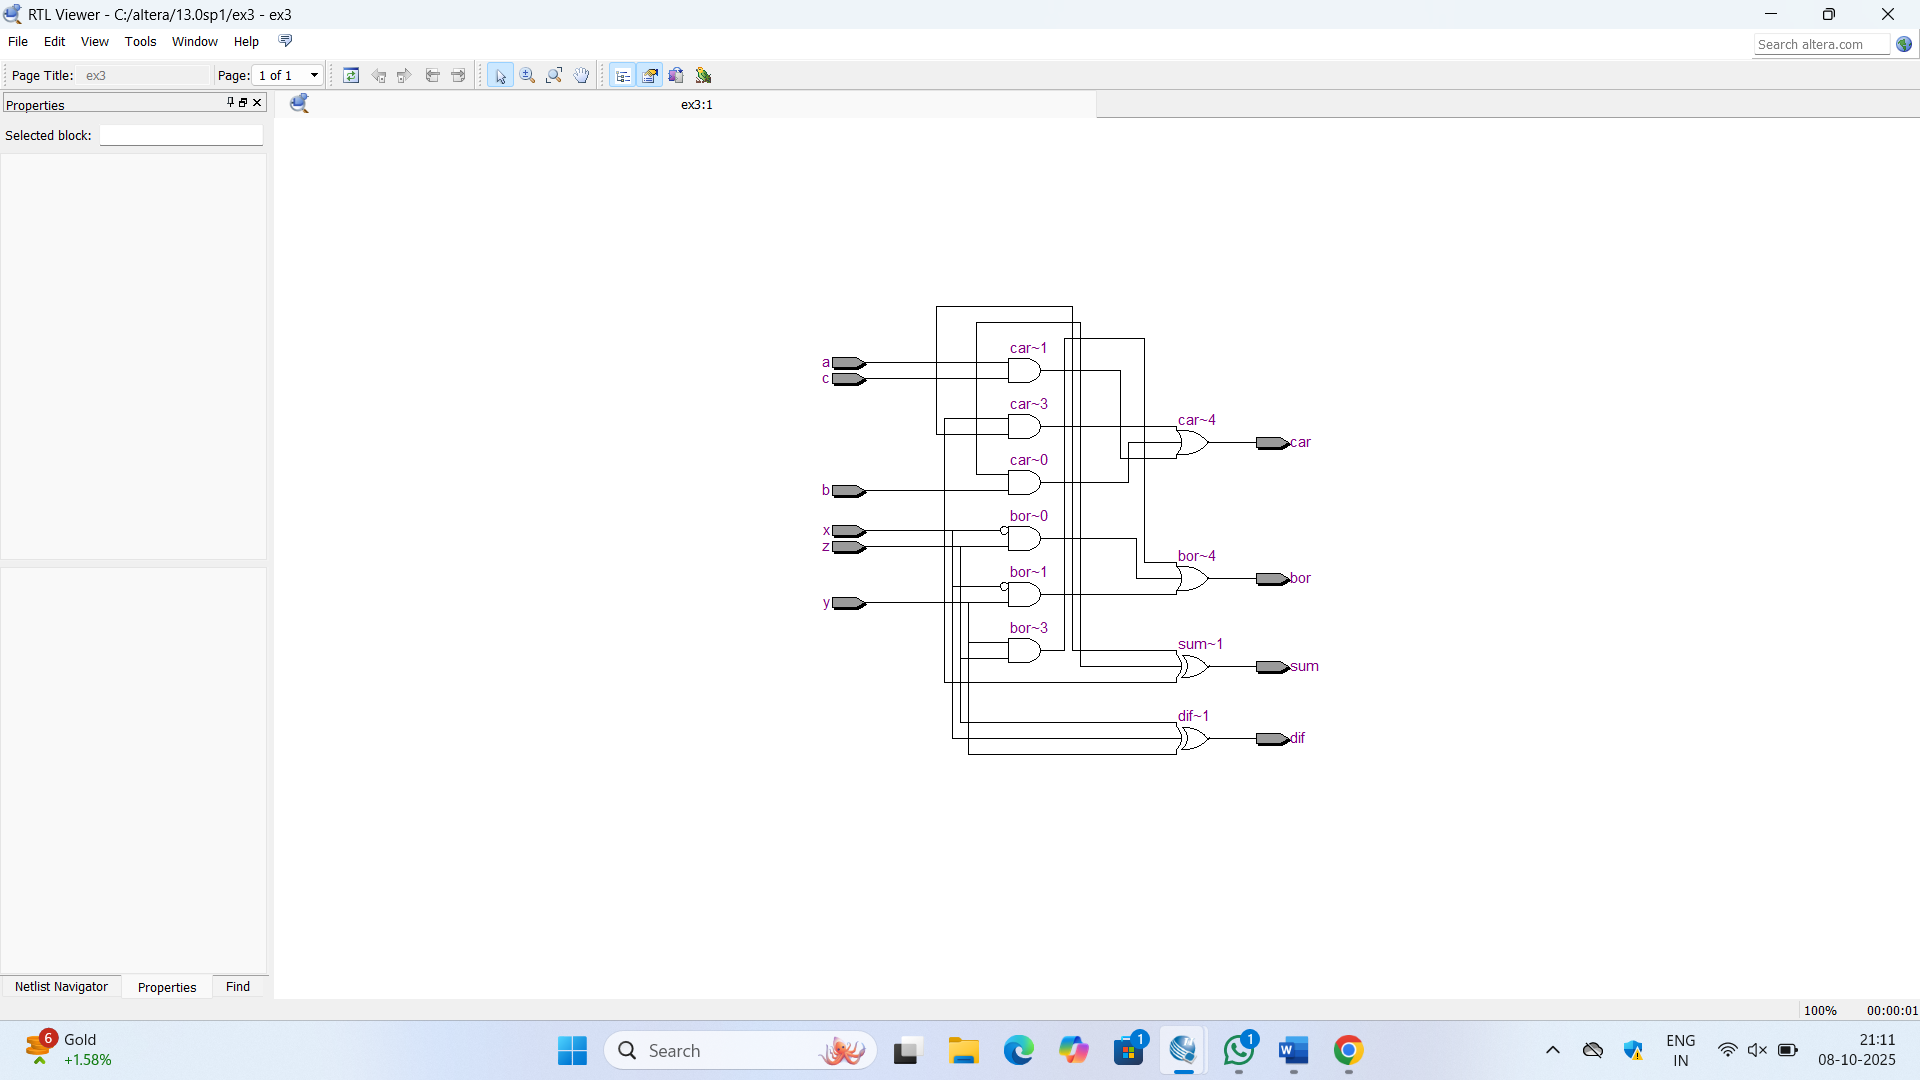 RTL Viewer - C:/altera/13.0sp1/ex3 - ex3
File Edit View Tools Window Help
Search altera.com
Page Title: ex3 Page: 1 of 1
Properties
ex3:1
Selected block:
car~1
a
c
car~3
car~4
car
car~0
b
bor~0
x
z
bor~4
bor~1
bor
y
bor~3
sum~1
sum
dif~1
dif
Netlist Navigator Properties Find
100% 00:00:01
6
Gold
+1.58%
Search
1
1
ENG
IN
21:11
08-10-2025